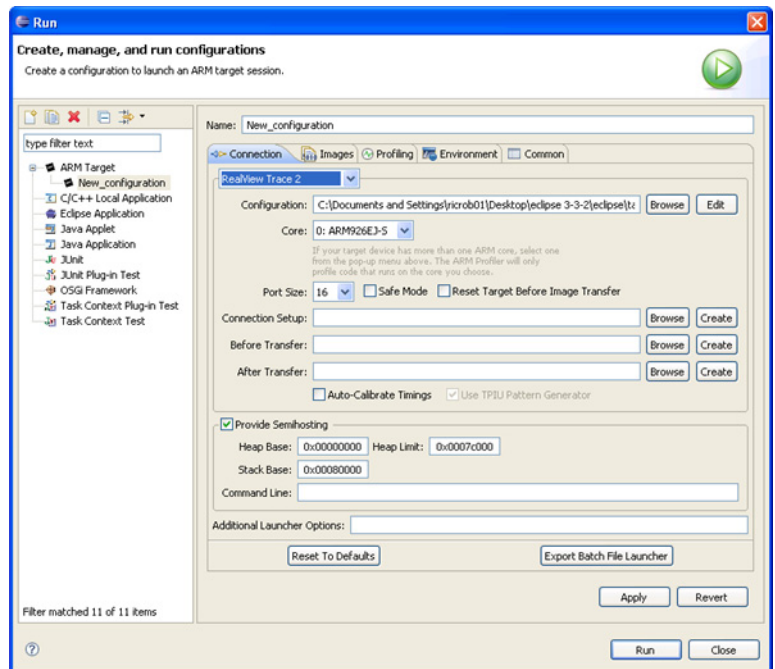 Run
Create, manage, and run configurations
Create a configuration to launch an ARM target session.
type filter text
ARM Target
New_configuration
C/C++ Local Application
Eclipse Application
Java Applet
Java Application
JUnit
JUnit Plug-in Test
OSGi Framework
Task Context Plug-in Test
Task Context Test
Filter matched 11 of 11 items
Name: New_configuration
Connection Images Profiling Environment Common
RealView Trace 2
Configuration: C:\Documents and Settings\ricrob01\Desktop\eclipse 3-3-2\eclipse\ta Browse Edit
Core: 0: ARM926EJ-S
If your target device has more than one ARM core, select one
from the pop-up menu above. The ARM Profiler will only
profile code that runs on the core you choose.
Port Size: 16 Safe Mode Reset Target Before Image Transfer
Connection Setup: Browse Create
Before Transfer: Browse Create
After Transfer: Browse Create
Auto-Calibrate Timings Use TPIU Pattern Generator
Provide Semihosting
Heap Base: 0x00000000 Heap Limit: 0x0007c000
Stack Base: 0x00080000
Command Line:
Additional Launcher Options:
Reset To Defaults Export Batch File Launcher
Apply Revert
? Run Close